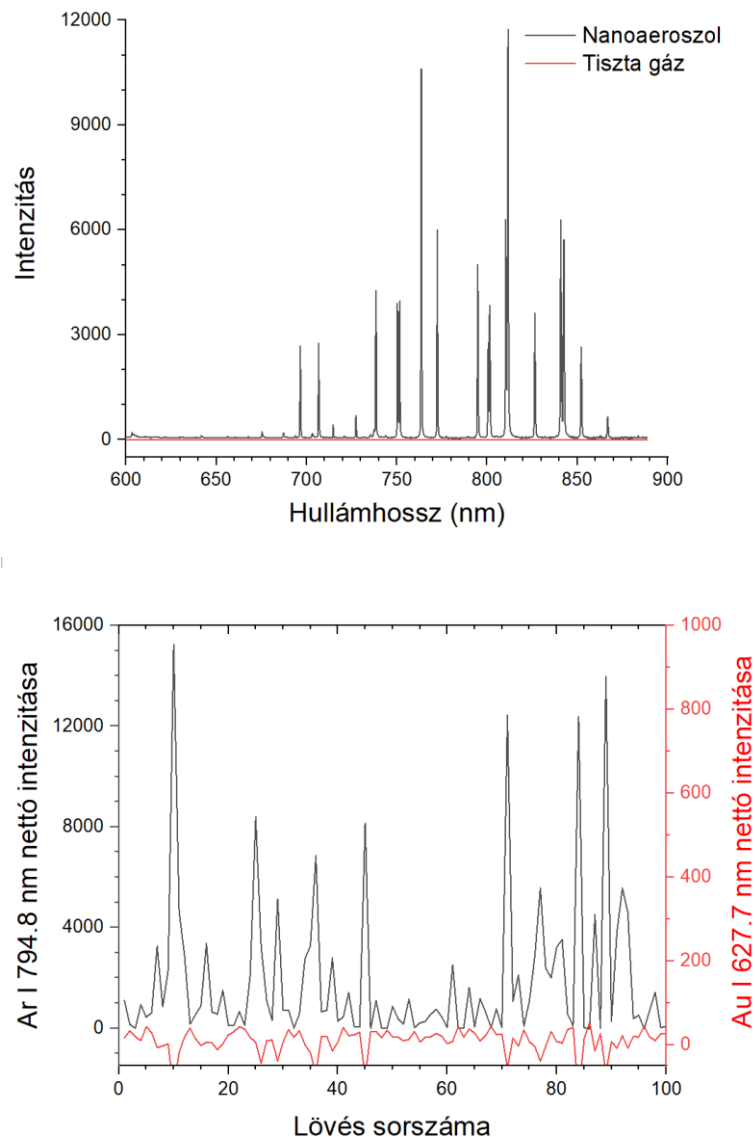 12000
9000
6000
3000
0
Intenzitás
Nanoaeroszol
Tiszta gáz
600 650 700 750 800 850 900
Hullámhossz (nm)
16000
12000
8000
4000
0
Ar I 794.8 nm nettó intenzitása
1000
800
600
400
200
0
Au I 627.7 nm nettó intenzitása
0 20 40 60 80 100
Lövés sorszáma